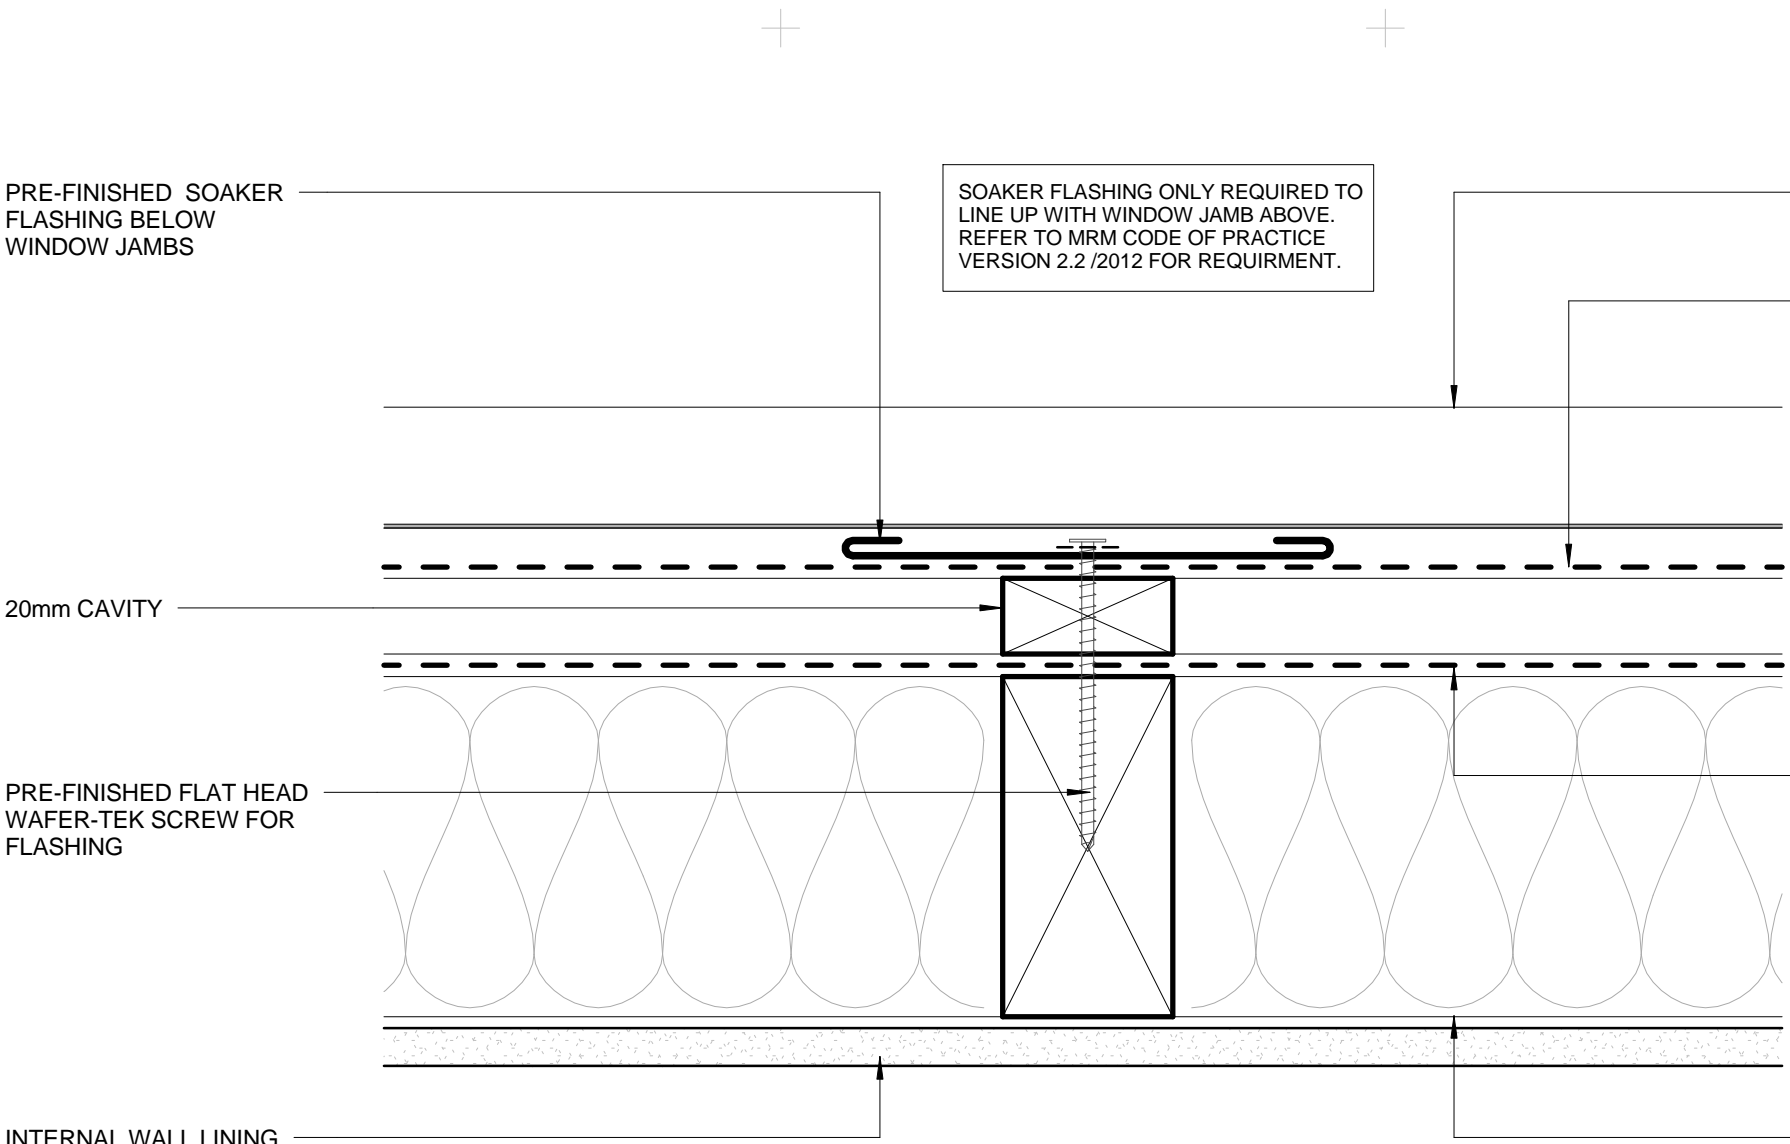 PRE-FINISHED SOAKER
FLASHING BELOW
WINDOW JAMBS
SOAKER FLASHING ONLY REQUIRED TO
LINE UP WITH WINDOW JAMB ABOVE.
REFER TO MRM CODE OF PRACTICE
VERSION 2.2 /2012 FOR REQUIRMENT.
20mm CAVITY
PRE-FINISHED FLAT HEAD
WAFER-TEK SCREW FOR
FLASHING
INTERNAL WALL LINING